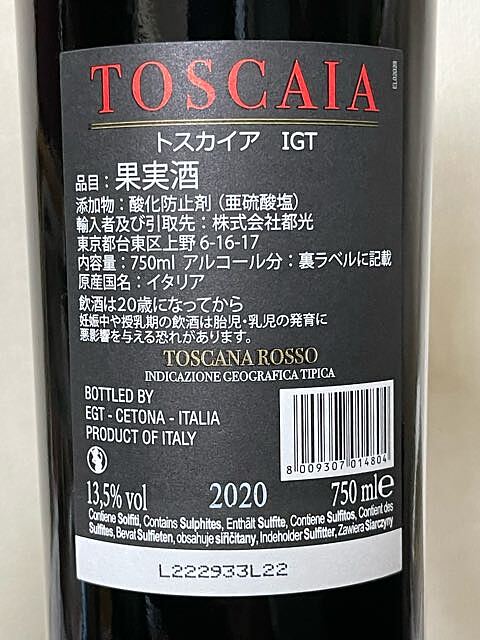 EL02028
TOSCAIA
トスカイア IGT
品目：果実酒
添加物：酸化防止剤（亜硫酸塩）
輸入者及び引取先：株式会社都光
東京都台東区上野 6-16-17
内容量：750ml アルコール分：裏ラベルに記載
原産国名：イタリア
飲酒は20歳になってから
妊娠中や授乳期の飲酒は胎児・乳児の発育に
悪影響を与える恐れがあります。
TOSCANA ROSSO
INDICAZIONE GEOGRAFICA TIPICA
BOTTLED BY
EGT - CETONA - ITALIA
PRODUCT OF ITALY
8 009307 014804
13,5% vol 2020 750 ml e
Contiene Solfiti, Contains Sulphites, Enthält Sulfite, Contiene Sulfitos, Contient des
Sulfites, Bevat Sulfieten, obsahuje siřičitany, Indeholder Sulfitter, Zawiera Siarczyny
L222933L22